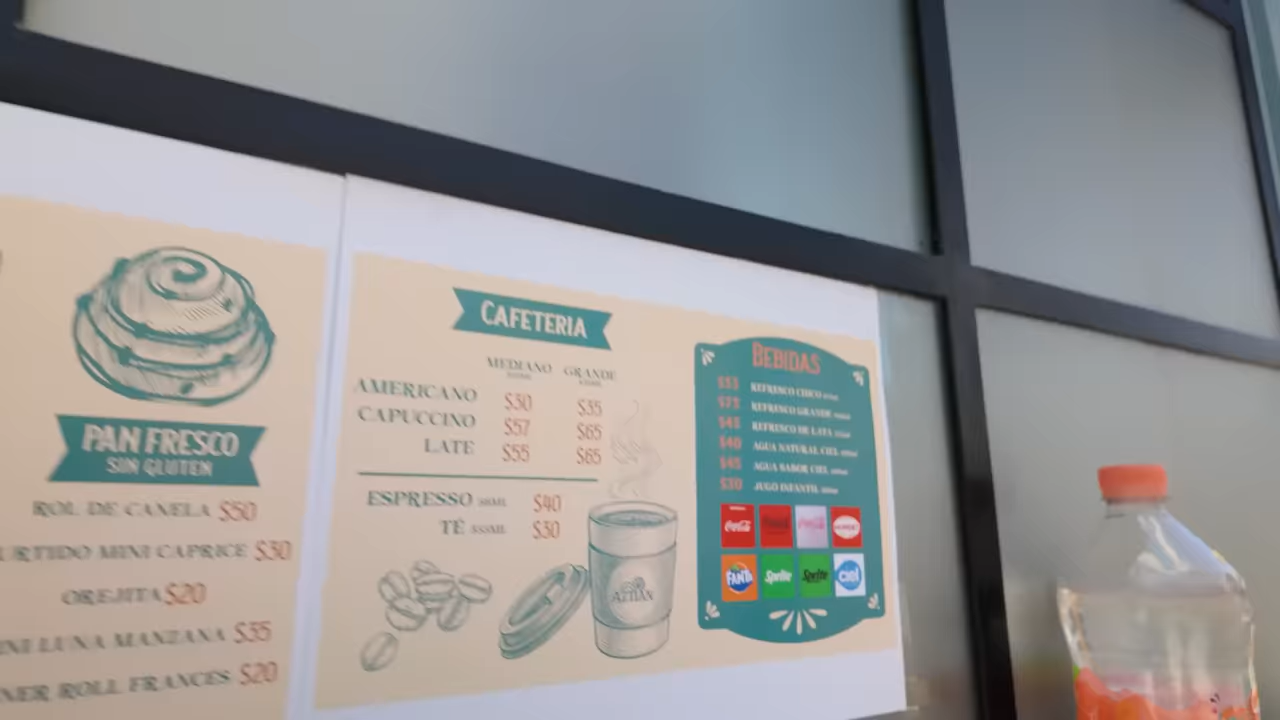 PAN FRESCO
SIN GLUTEN
ROL DE CANELA $50
URTIDO MINI CAPRICE $30
OREJITA $20
INI LUNA MANZANA $35
NER ROLL FRANCES $20
CAFETERIA
MEDIANO GRANDE
AMERICANO $30 $35
CAPUCCINO $57 $65
LATE $55 $65
ESPRESSO $40
TÉ $30
AZTLÁN
BEBIDAS
REFRESCO CHICO
REFRESCO GRANDE
REFRESCO DE LATA
$40 AGUA NATURAL CIEL
$45 AGUA SABOR CIEL
$30 JUGO INFANTIL
Coca-Cola
FANTA Sprite Sprite ciel